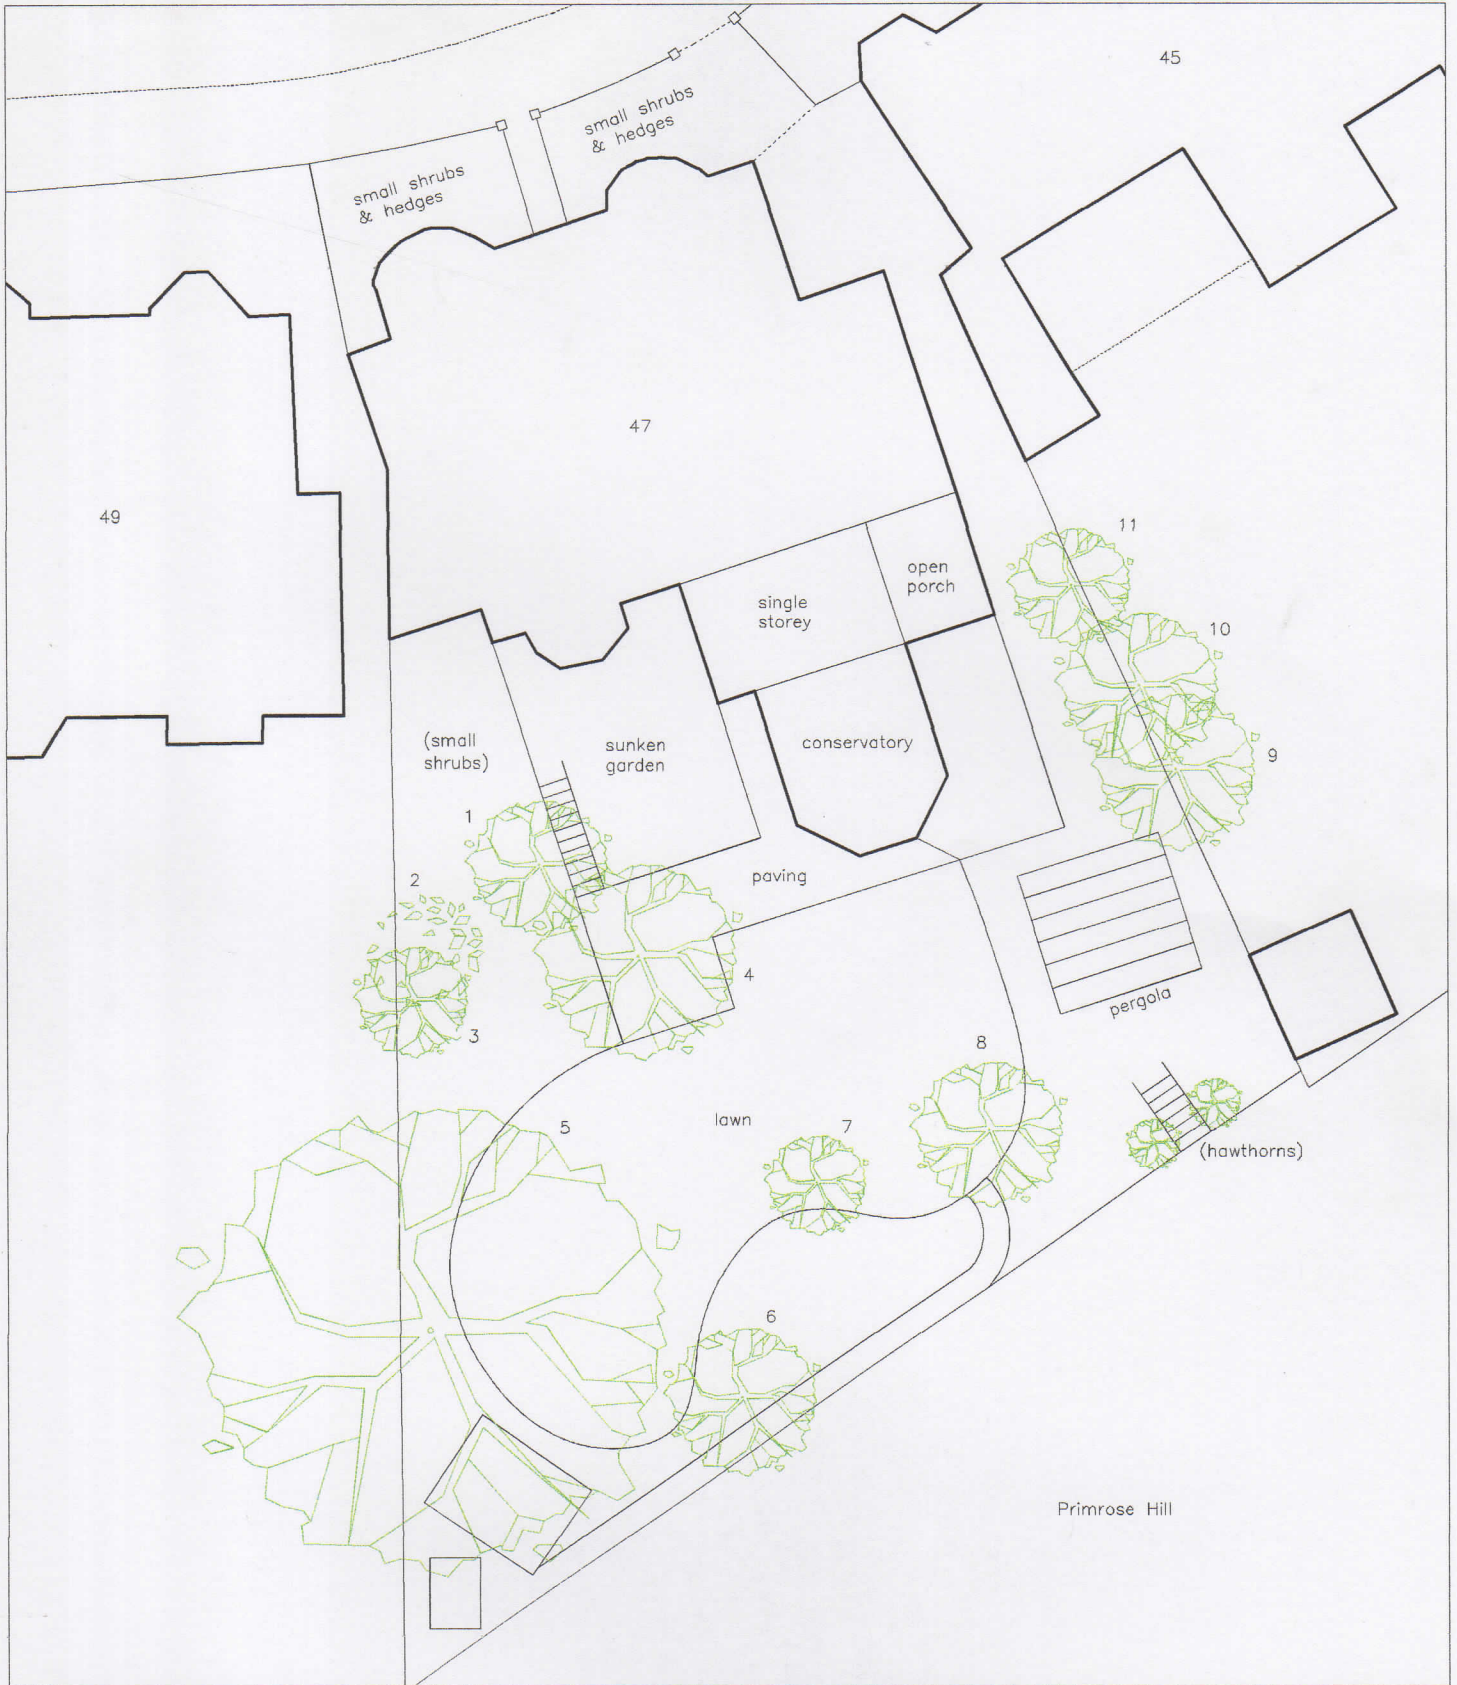 45
small shrubs
& hedges
small shrubs
& hedges
47
49
11
open
porch
single
storey
10
(small
shrubs)
sunken
garden
conservatory
9
1
2
paving
4
3
pergola
8
5
lawn
7
(hawthorns)
6
Primrose Hill